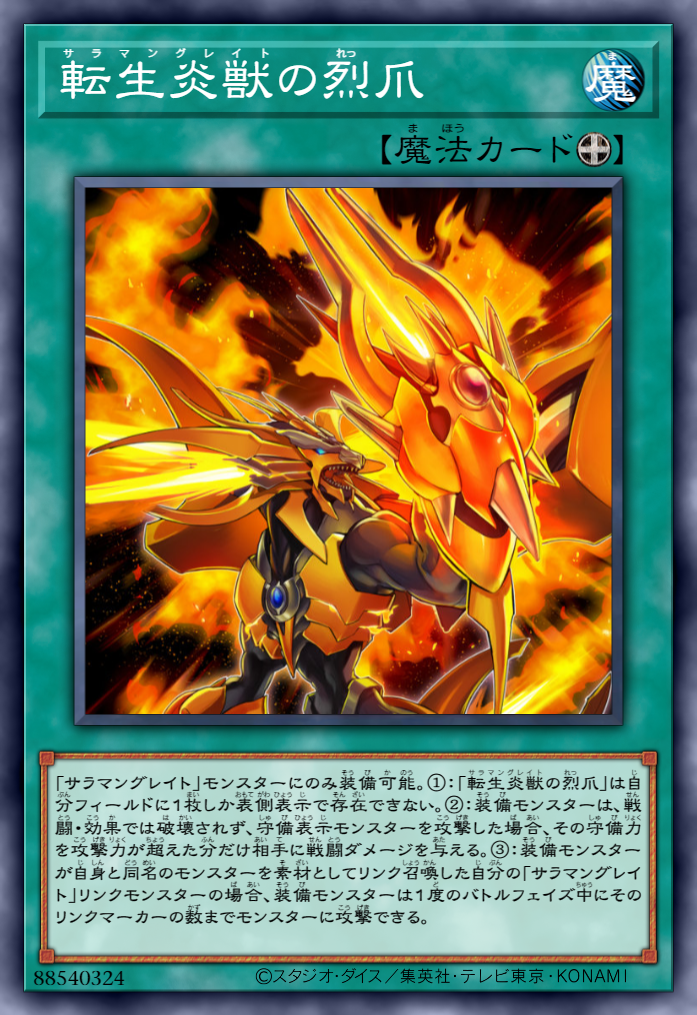 サラマングレイト れっ
転生炎獣の烈爪
ま
魔
ま ほう
【魔法カード】
「サラマングレイト」モンスターにのみ装備可能。①：「転生炎獣の烈爪」は自
分フィールドに1枚しか表側表示で存在できない。②：装備モンスターは、戦
闘・効果では破壊されず、守備表示モンスターを攻撃した場合、その守備力
を攻撃力が超えた分だけ相手に戦闘ダメージを与える。③：装備モンスター
が自身と同名のモンスターを素材としてリンク召喚した自分の「サラマングレイ
ト」リンクモンスターの場合、装備モンスターは1度のバトルフェイズ中にその
リンクマーカーの数までモンスターに攻撃できる。
88540324
©スタジオ・ダイス／集英社・テレビ東京・KONAMI